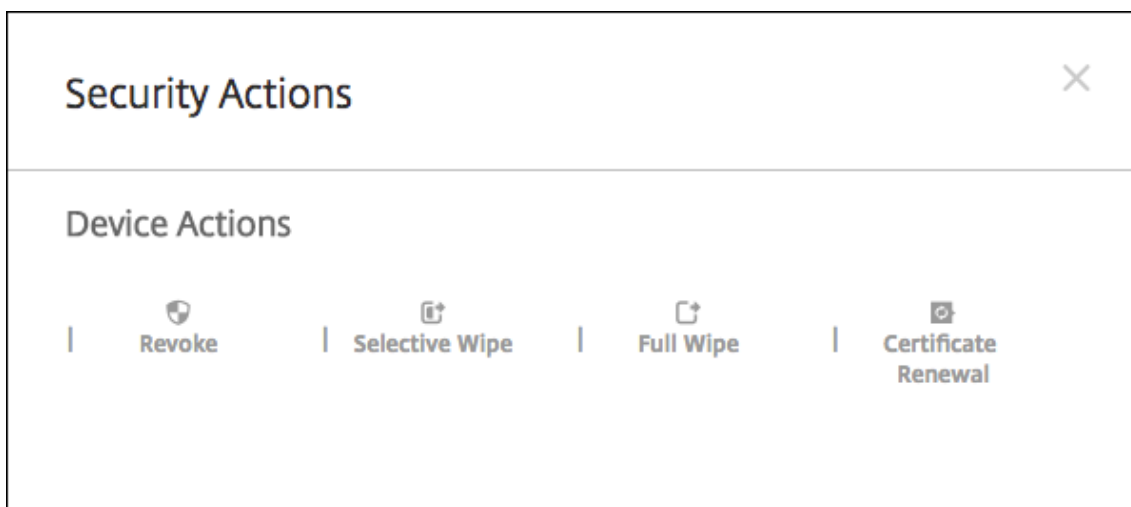 Security Actions
Device Actions
| Revoke | Selective Wipe | Full Wipe | Certificate
Renewal